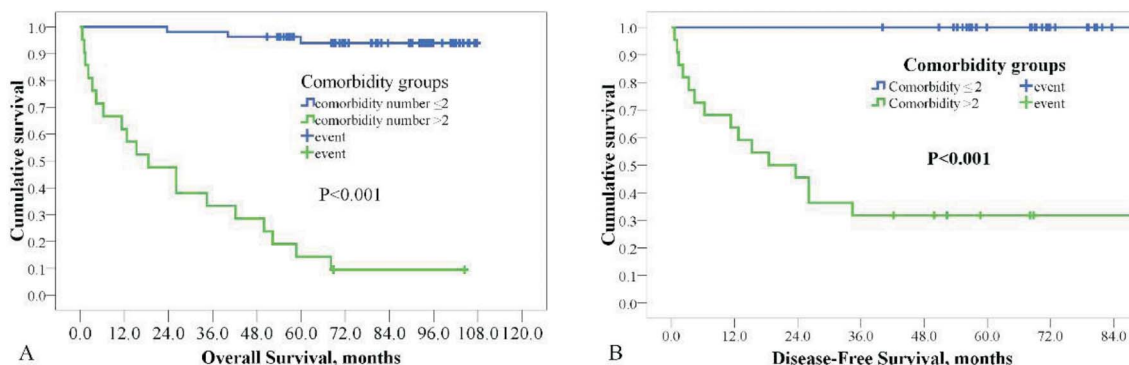 1.0
0.9
0.8
0.7
0.6
0.5
0.4
0.3
0.2
0.1
0.0
Cumulative survival
Comorbidity groups
comorbidity number ≤2
comorbidity number >2
event
event
P<0.001
0.0 12.0 24.0 36.0 48.0 60.0 72.0 84.0 96.0 108.0 120.0
Overall Survival, months
A
1.0
0.9
0.8
0.7
0.6
0.5
0.4
0.3
0.2
0.1
0.0
Cumulative survival
Comorbidity groups
Comorbidity ≤ 2 event
Comorbidity >2 event
P<0.001
0.0 12.0 24.0 36.0 48.0 60.0 72.0 84.0
Disease-Free Survival, months
B